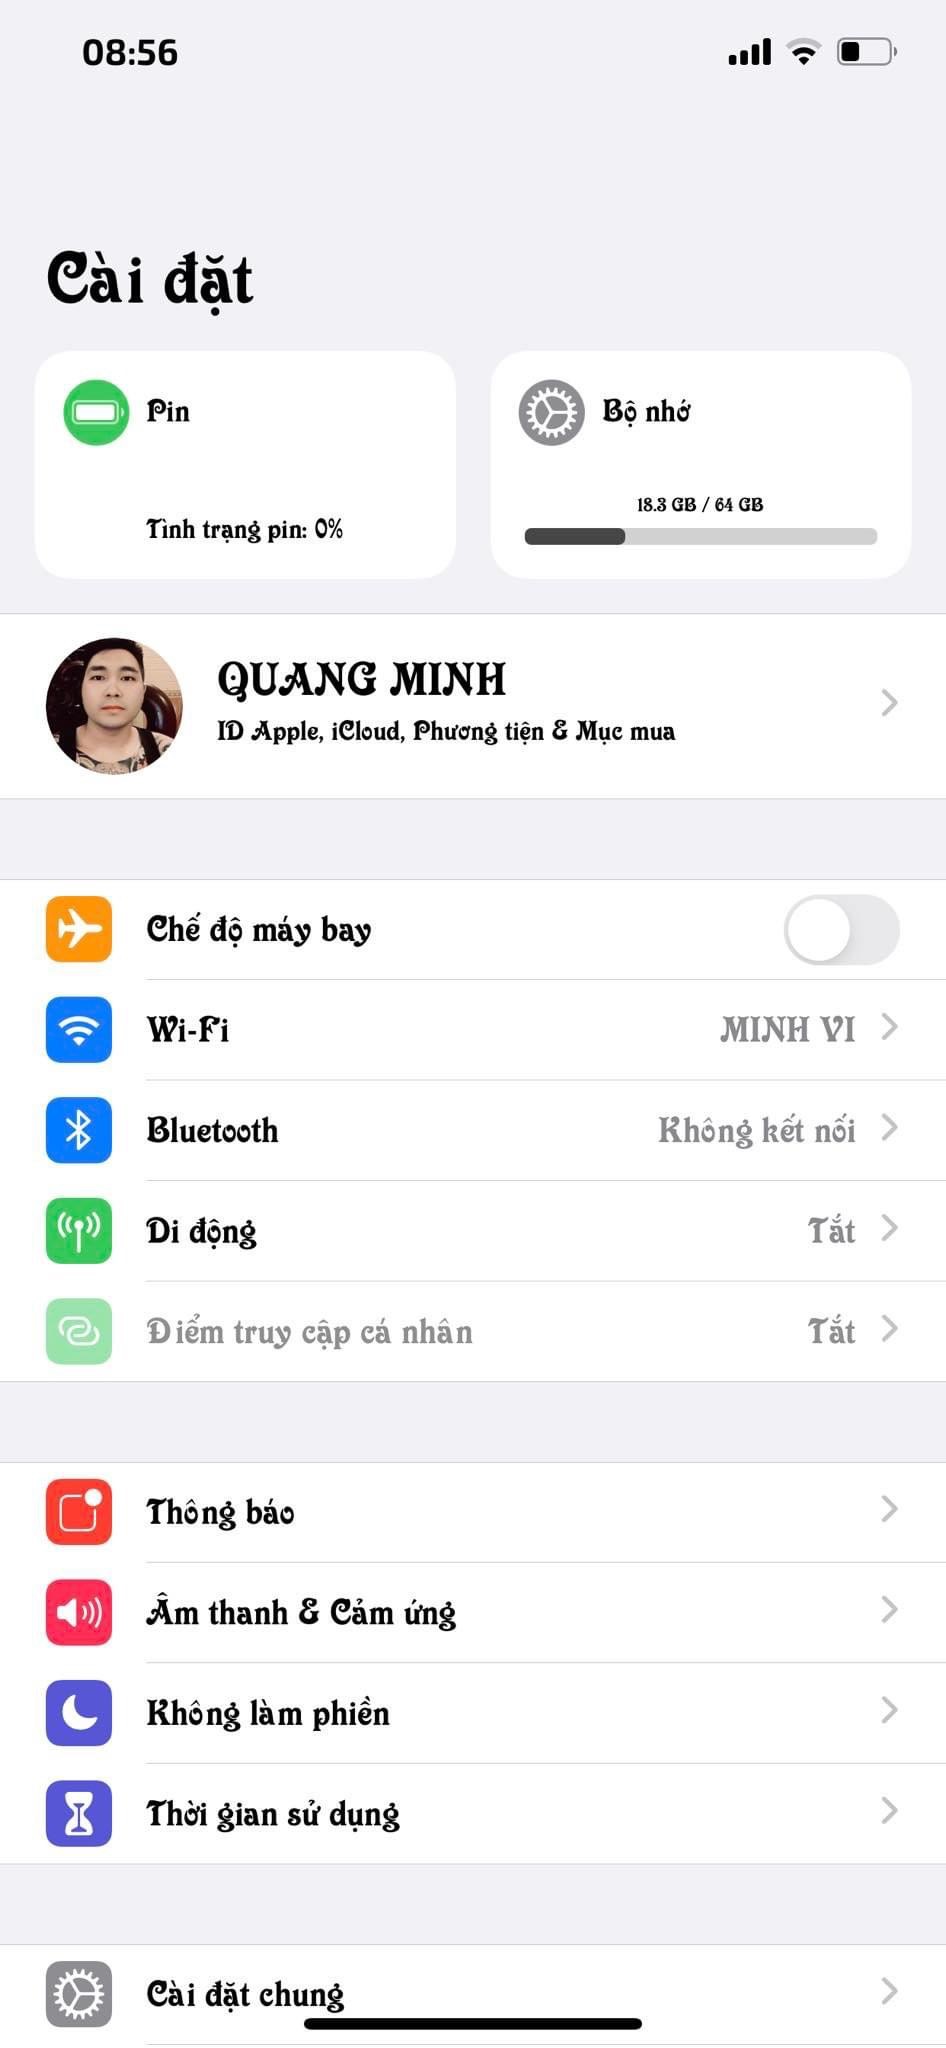 08:56
Cài đặt
Pin
Tình trạng pin: 0%
Bộ nhớ
18.3 GB / 64 GB
QUANG MINH
ID Apple, iCloud, Phương tiện & Mục mua
Chế độ máy bay
Wi-Fi MINH VI
Bluetooth Không kết nối
Di động Tắt
Điểm truy cập cá nhân Tắt
Thông báo
Âm thanh & Cảm ứng
Không làm phiền
Thời gian sử dụng
Cài đặt chung